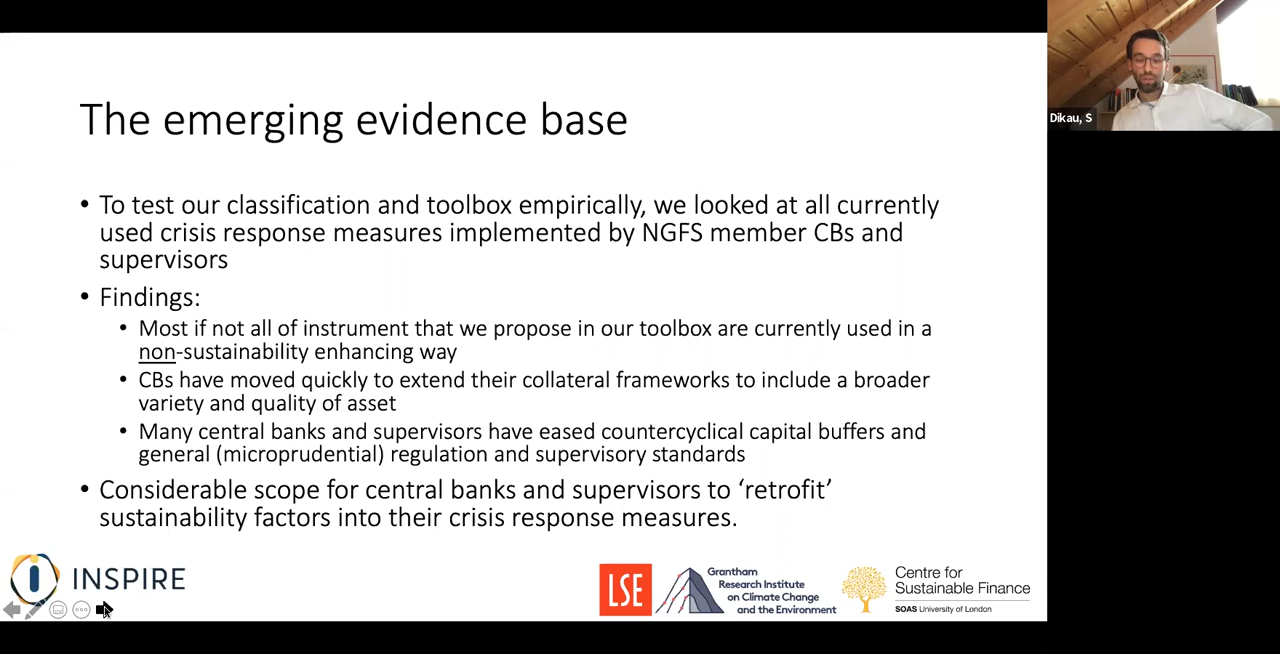 The emerging evidence base
• To test our classification and toolbox empirically, we looked at all currently
used crisis response measures implemented by NGFS member CBs and
supervisors
• Findings:
• Most if not all of instrument that we propose in our toolbox are currently used in a
non-sustainability enhancing way
• CBs have moved quickly to extend their collateral frameworks to include a broader
variety and quality of asset
• Many central banks and supervisors have eased countercyclical capital buffers and
general (microprudential) regulation and supervisory standards
• Considerable scope for central banks and supervisors to ‘retrofit’
sustainability factors into their crisis response measures.
INSPIRE
LSE
Grantham
Research Institute
on Climate Change
and the Environment
Centre for
Sustainable Finance
SOAS University of London
Dikau, S